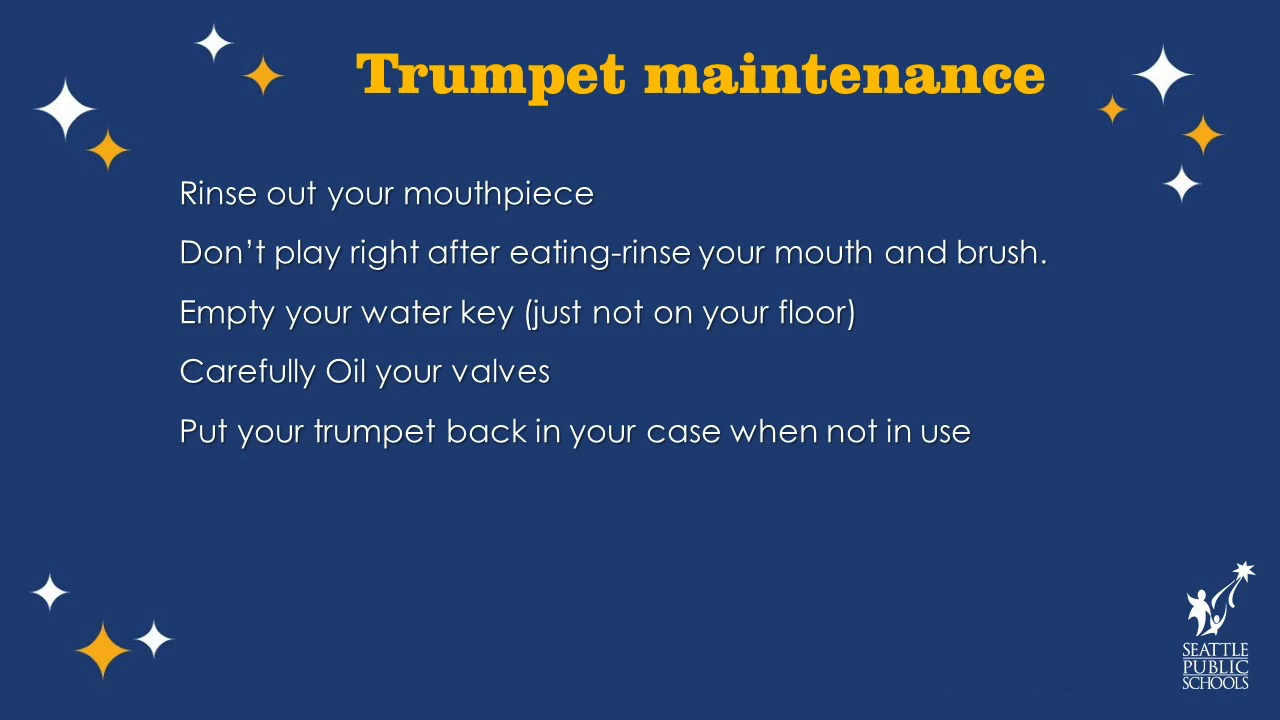 Trumpet maintenance
Rinse out your mouthpiece
Don’t play right after eating-rinse your mouth and brush.
Empty your water key (just not on your floor)
Carefully Oil your valves
Put your trumpet back in your case when not in use
SEATTLE
PUBLIC
SCHOOLS